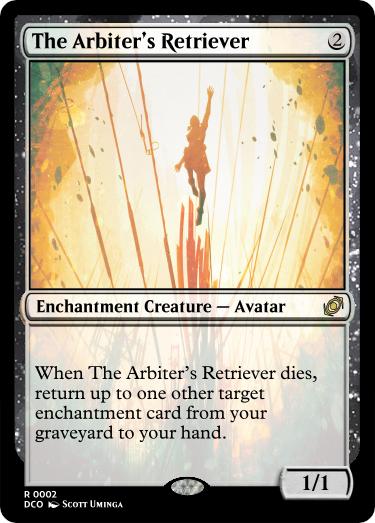 The Arbiter's Retriever 2
Enchantment Creature — Avatar
When The Arbiter's Retriever dies,
return up to one other target
enchantment card from your
graveyard to your hand.
1/1
R 0002
DCO Scott Uminga